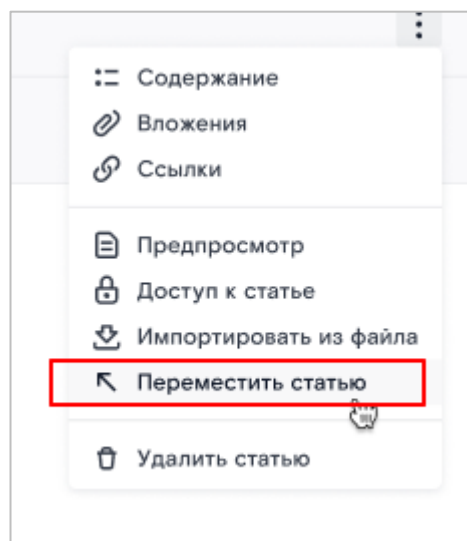 Содержание
Вложения
Ссылки
Предпросмотр
Доступ к статье
Импортировать из файла
Переместить статью
Удалить статью